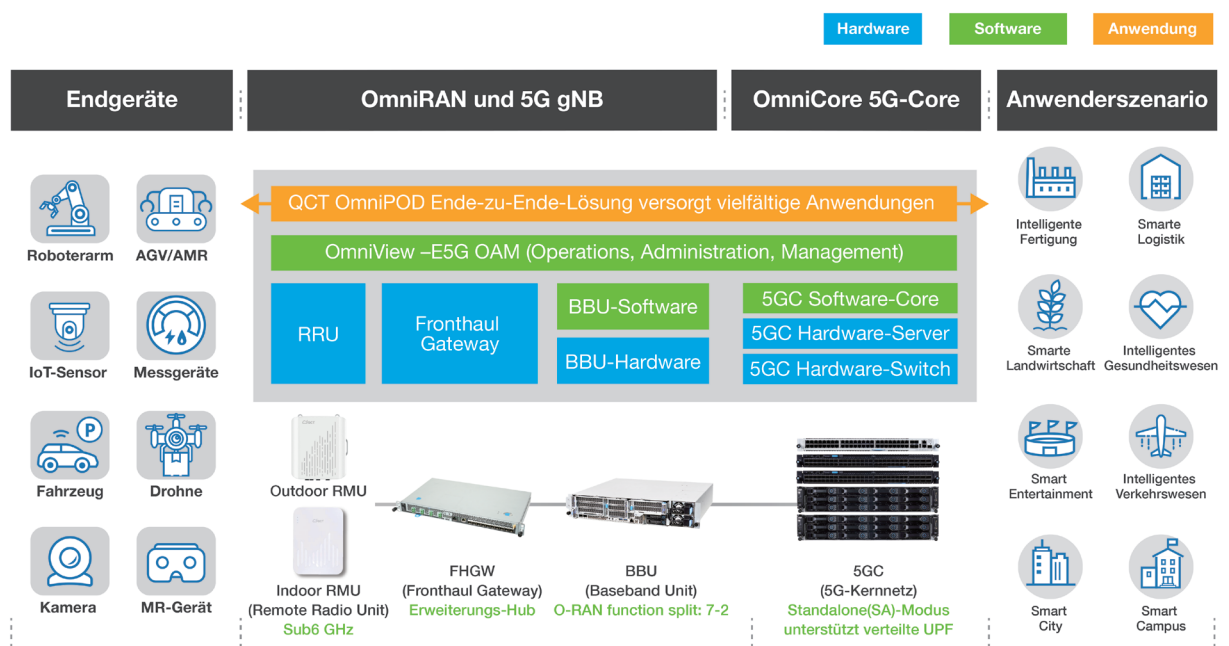 Hardware
Software
Anwendung
Endgeräte
OmniRAN und 5G gNB
OmniCore 5G-Core
Anwenderszenario
QCT OmniPOD Ende-zu-Ende-Lösung versorgt vielfältige Anwendungen
OmniView –E5G OAM (Operations, Administration, Management)
RRU
Fronthaul
Gateway
BBU-Software
BBU-Hardware
5GC Software-Core
5GC Hardware-Server
5GC Hardware-Switch
Roboterarm
AGV/AMR
IoT-Sensor
Messgeräte
P
Fahrzeug
Drohne
Kamera
MR-Gerät
Outdoor RMU
Indoor RMU
(Remote Radio Unit)
Sub6 GHz
FHGW
(Fronthaul Gateway)
Erweiterungs-Hub
BBU
(Baseband Unit)
O-RAN function split: 7-2
5GC
(5G-Kernnetz)
Standalone(SA)-Modus
unterstützt verteilte UPF
Intelligente
Fertigung
Smarte
Logistik
Smarte
Landwirtschaft
Intelligentes
Gesundheitswesen
Smart
Entertainment
Intelligentes
Verkehrswesen
Smart
City
Smart
Campus